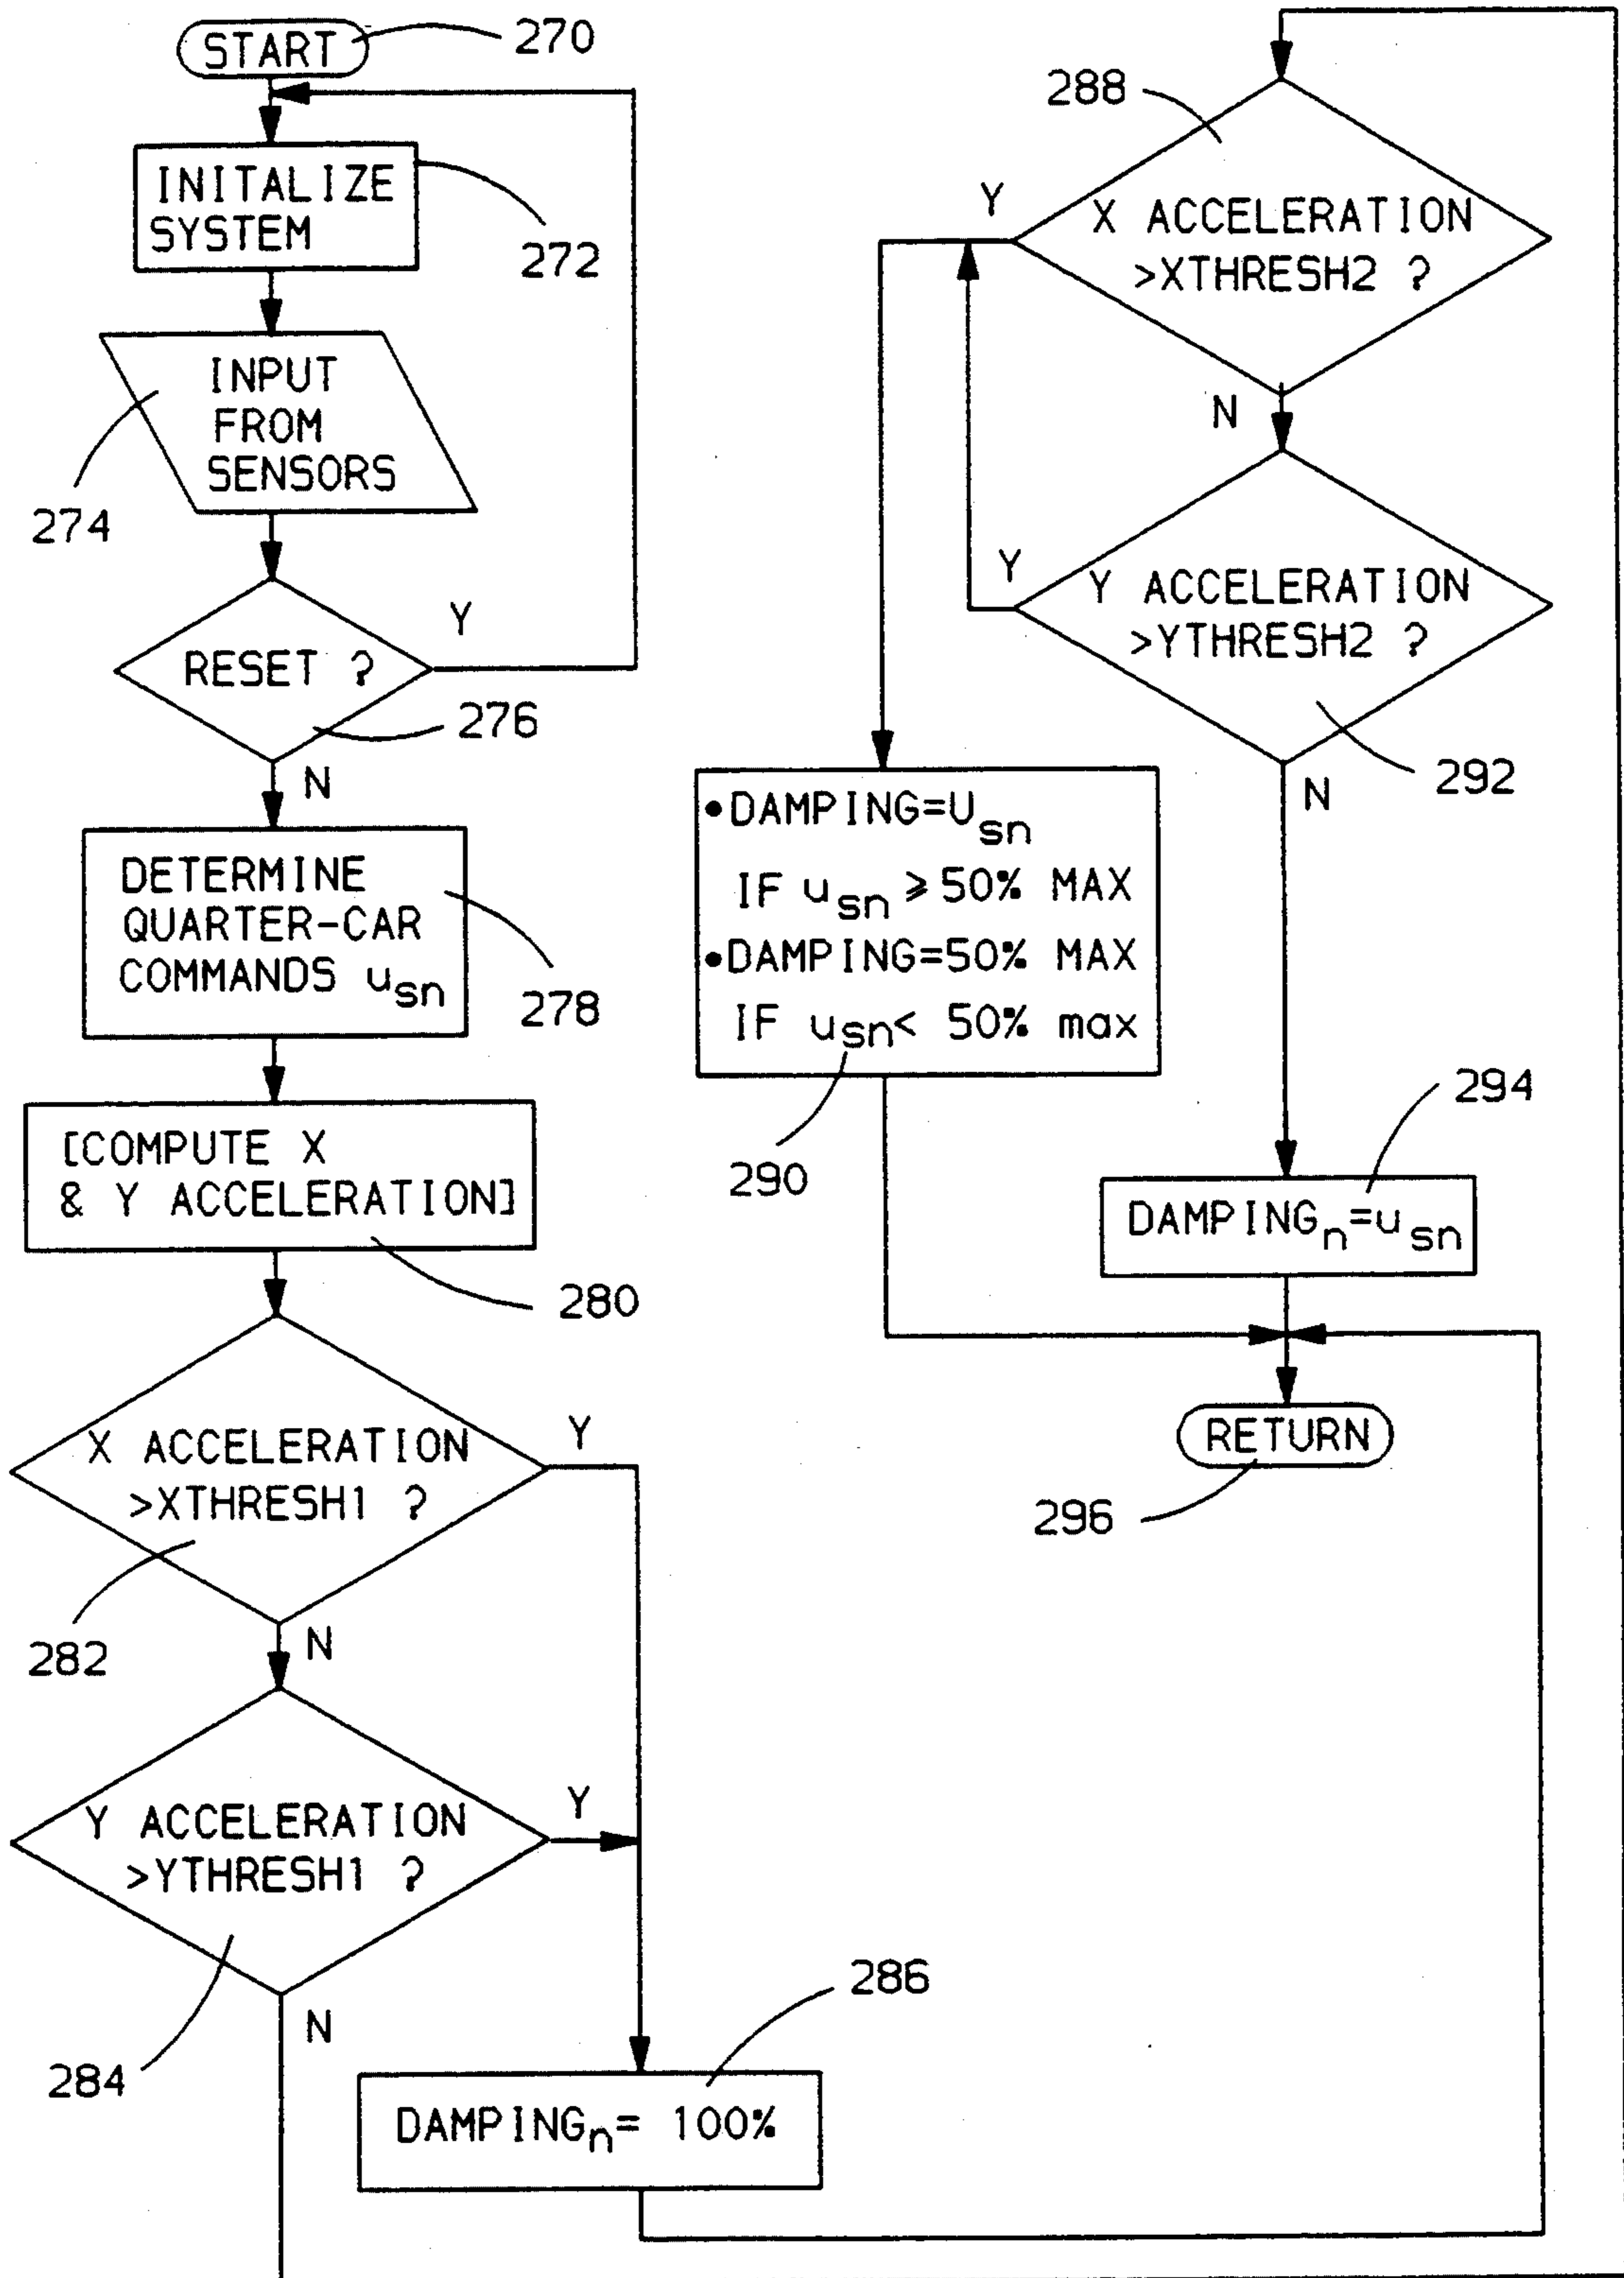 START
270
INITALIZE
SYSTEM
272
INPUT
FROM
SENSORS
274
RESET ?
Y
276
N
DETERMINE
QUARTER-CAR
COMMANDS usn
278
[COMPUTE X
& Y ACCELERATION]
280
X ACCELERATION
>XTHRESH1 ?
Y
282
N
Y ACCELERATION
>YTHRESH1 ?
Y
284
N
286
DAMPINGn= 100%
288
X ACCELERATION
>XTHRESH2 ?
Y
N
Y ACCELERATION
>YTHRESH2 ?
Y
292
N
•DAMPING=Usn
IF usn ⩾ 50% MAX
•DAMPING=50% MAX
IF usn< 50% max
290
294
DAMPINGn=usn
RETURN
296